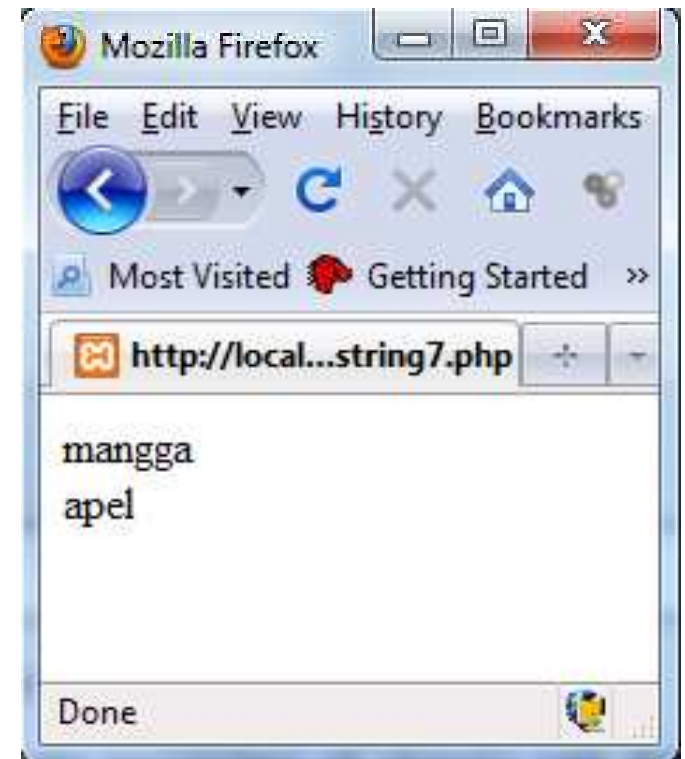 Mozilla Firefox
File Edit View History Bookmarks
Most Visited Getting Started »
http://local...string7.php
mangga
apel
Done